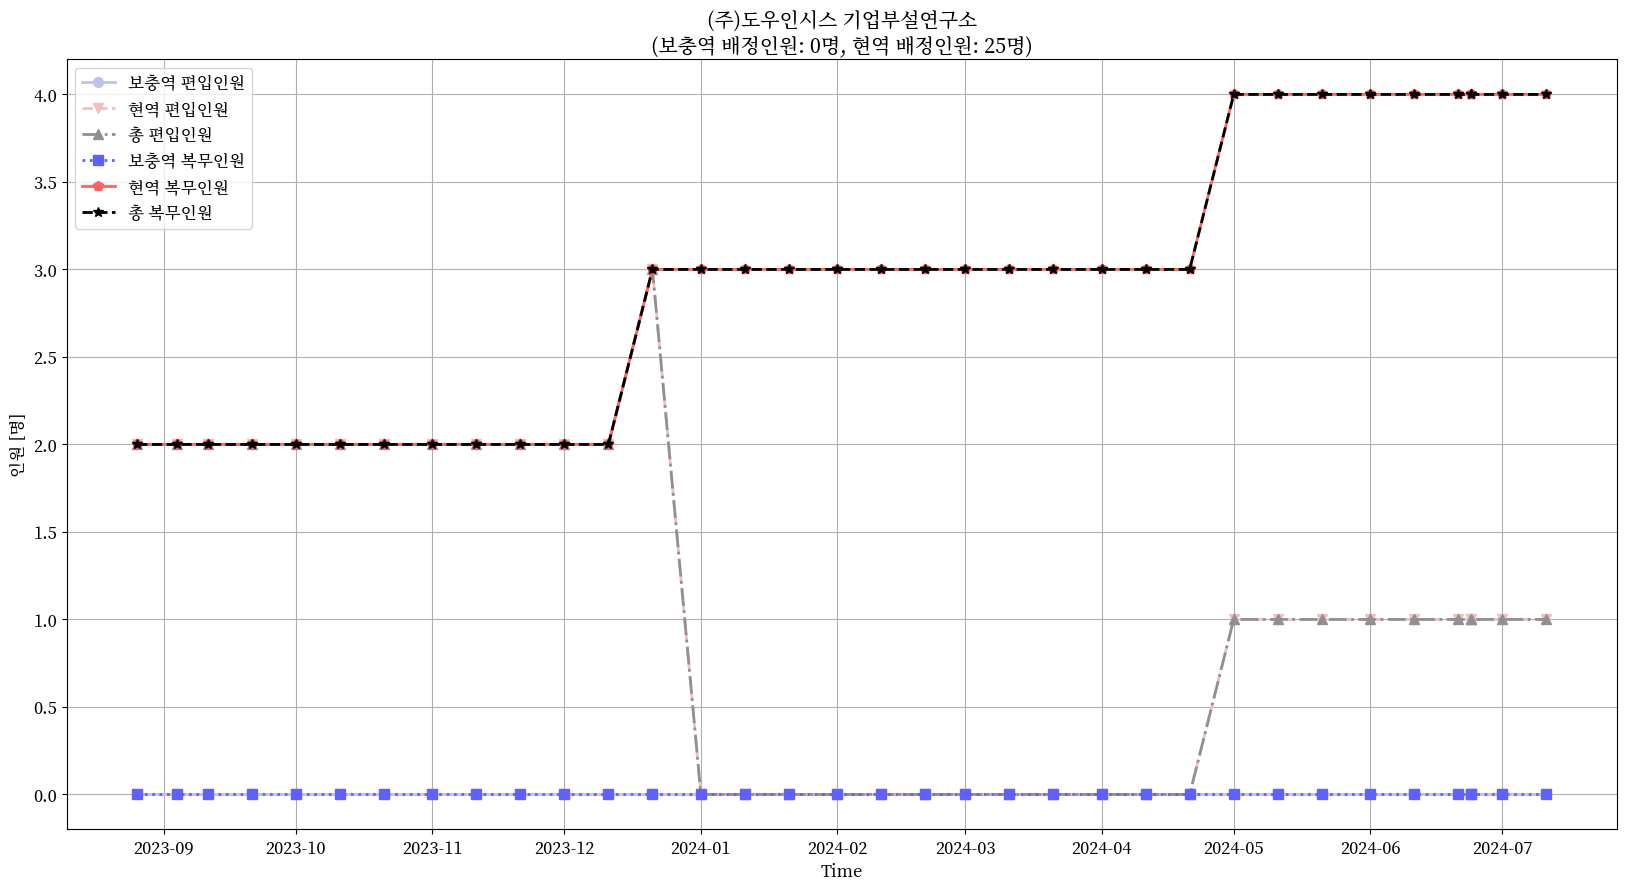 (주)도우인시스 기업부설연구소
(보충역 배정인원: 0명, 현역 배정인원: 25명)
보충역 편입인원
현역 편입인원
총 편입인원
보충역 복무인원
현역 복무인원
총 복무인원
인원 [명]
4.0
3.5
3.0
2.5
2.0
1.5
1.0
0.5
0.0
2023-09 2023-10 2023-11 2023-12 2024-01 2024-02 2024-03 2024-04 2024-05 2024-06 2024-07
Time